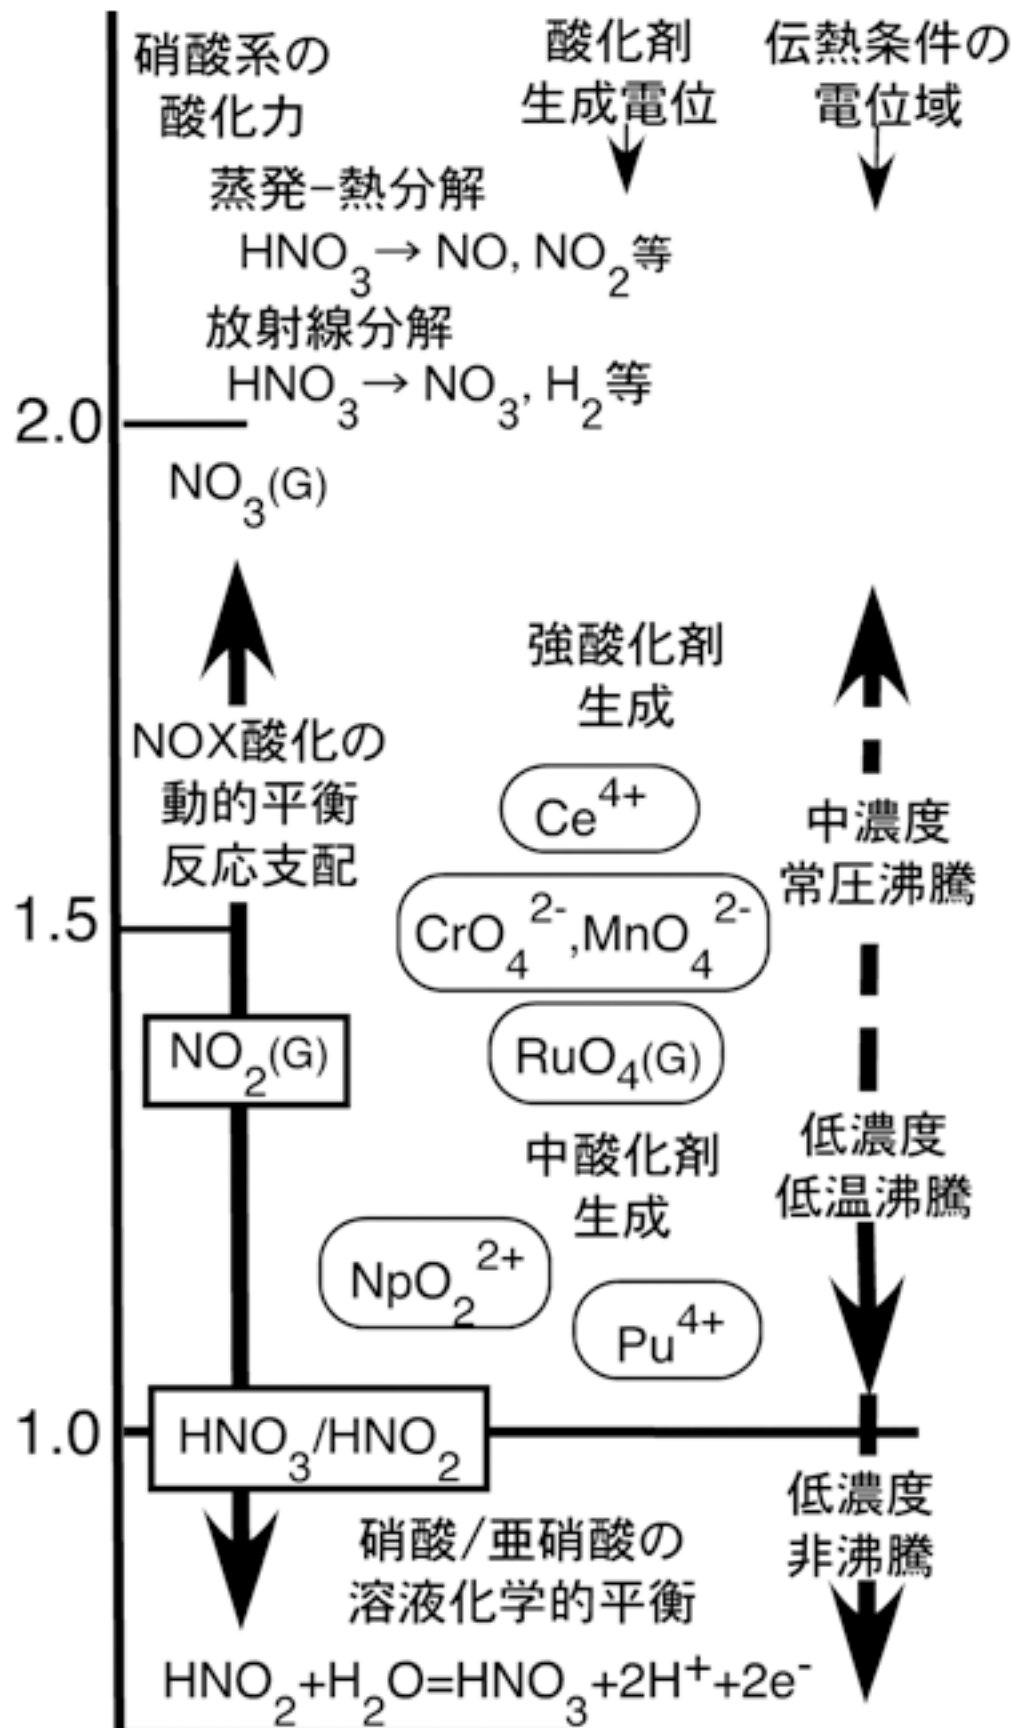 硝酸系の
酸化力
酸化剤
生成電位
伝熱条件の
電位域
蒸発−熱分解
HNO3→ NO, NO2等
放射線分解
HNO3→ NO3, H2等
2.0
NO3(G)
強酸化剤
生成
NOX酸化の
動的平衡
反応支配
Ce4+
中濃度
常圧沸騰
1.5
CrO4 2-,MnO4 2-
NO2(G)
RuO4(G)
中酸化剤
生成
低濃度
低温沸騰
NpO2 2+
Pu4+
1.0
HNO3/HNO2
低濃度
非沸騰
硝酸/亜硝酸の
溶液化学的平衡
HNO2+H2O=HNO3+2H++2e-